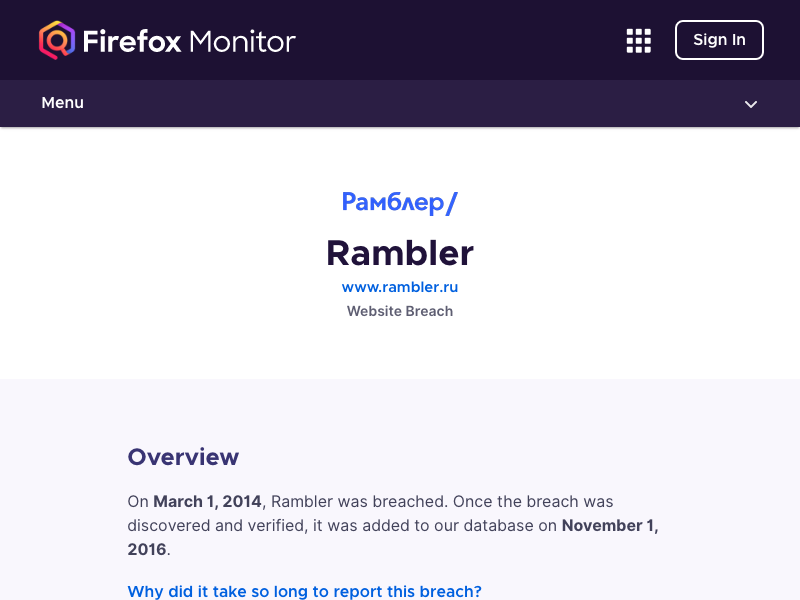 Firefox Monitor
Sign In
Menu
Рамблер/
Rambler
www.rambler.ru
Website Breach
Overview
On March 1, 2014, Rambler was breached. Once the breach was
discovered and verified, it was added to our database on November 1,
2016.
Why did it take so long to report this breach?